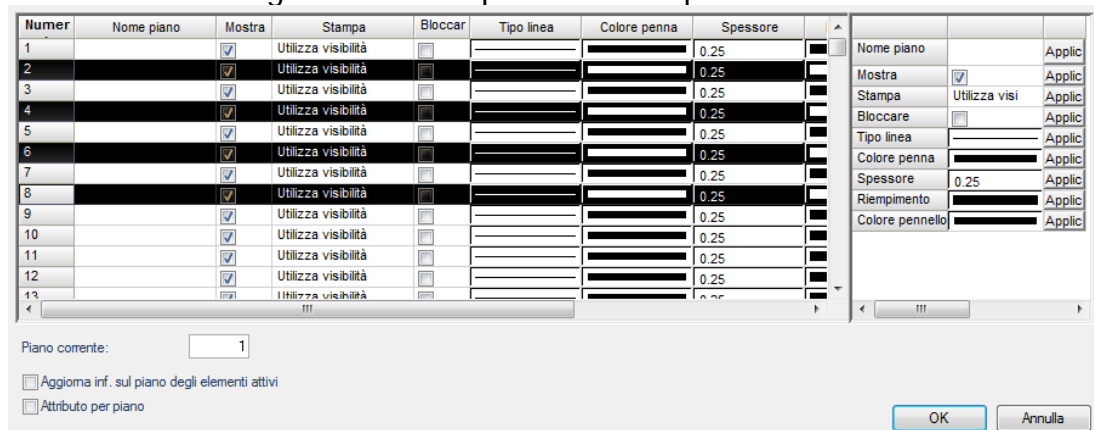 Numer Nome piano Mostra Stampa Bloccar Tipo linea Colore penna Spessore
1 Utilizza visibilità 0.25
2 Utilizza visibilità 0.25
3 Utilizza visibilità 0.25
4 Utilizza visibilità 0.25
5 Utilizza visibilità 0.25
6 Utilizza visibilità 0.25
7 Utilizza visibilità 0.25
8 Utilizza visibilità 0.25
9 Utilizza visibilità 0.25
10 Utilizza visibilità 0.25
11 Utilizza visibilità 0.25
12 Utilizza visibilità 0.25
13 Utilizza visibilità 0.25
Nome piano Applic
Mostra Applic
Stampa Utilizza visi Applic
Bloccare Applic
Tipo linea Applic
Colore penna Applic
Spessore 0.25 Applic
Riempimento Applic
Colore pennello Applic
Piano corrente: 1
Aggiorna inf. sul piano degli elementi attivi
Attributo per piano
OK Annulla